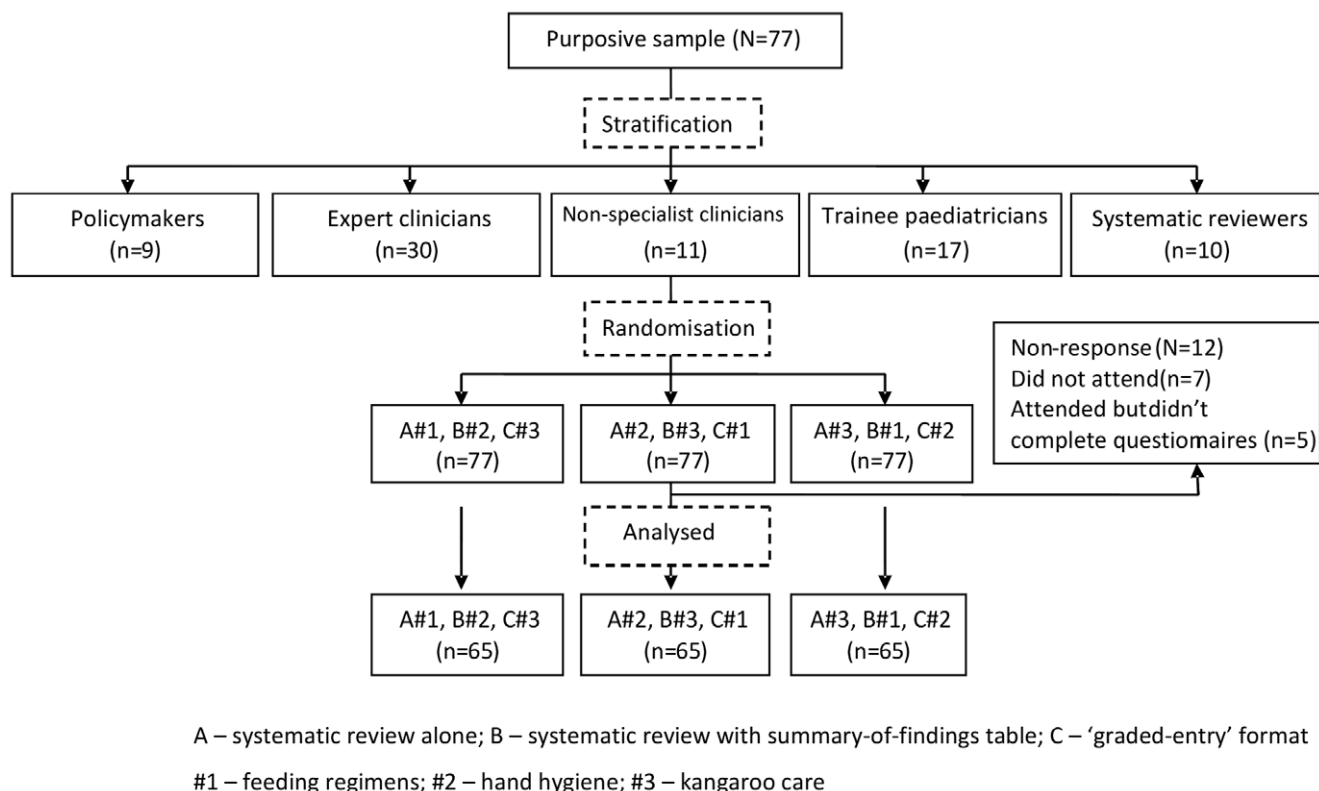 Purposive sample (N=77)
Stratification
Policymakers
(n=9)
Expert clinicians
(n=30)
Non-specialist clinicians
(n=11)
Trainee paediatricians
(n=17)
Systematic reviewers
(n=10)
Randomisation
Non-response (N=12)
Did not attend(n=7)
Attended butdidn't
complete questiomaires (n=5)
A#1, B#2, C#3
(n=77)
A#2, B#3, C#1
(n=77)
A#3, B#1, C#2
(n=77)
Analysed
A#1, B#2, C#3
(n=65)
A#2, B#3, C#1
(n=65)
A#3, B#1, C#2
(n=65)
A – systematic review alone; B – systematic review with summary-of-findings table; C – 'graded-entry' format
#1 – feeding regimens; #2 – hand hygiene; #3 – kangaroo care